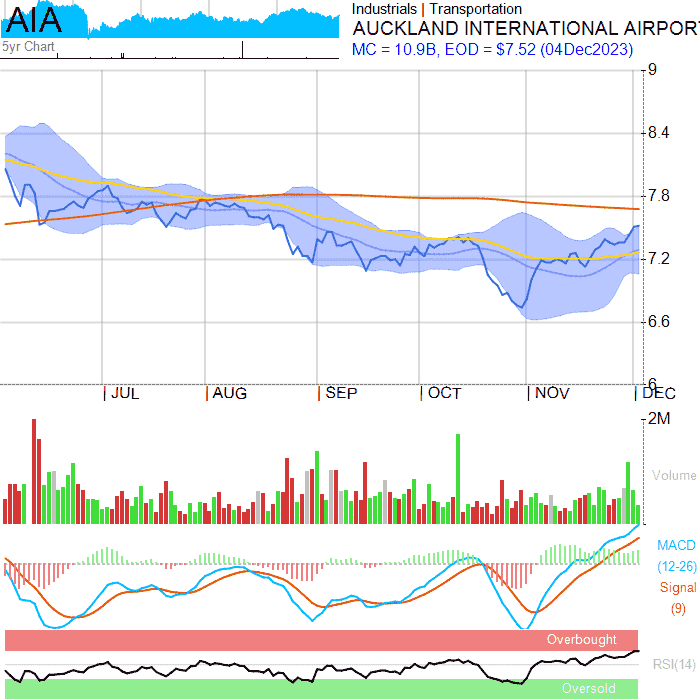 AIA
5yr Chart
Industrials | Transportation
AUCKLAND INTERNATIONAL AIRPORT
MC = 10.9B, EOD = $7.52 (04Dec2023)
9
8.4
7.8
7.2
6.6
6
JUL AUG SEP OCT NOV DEC
2M
Volume
MACD
(12-26)
Signal
(9)
Overbought
RSI(14)
Oversold